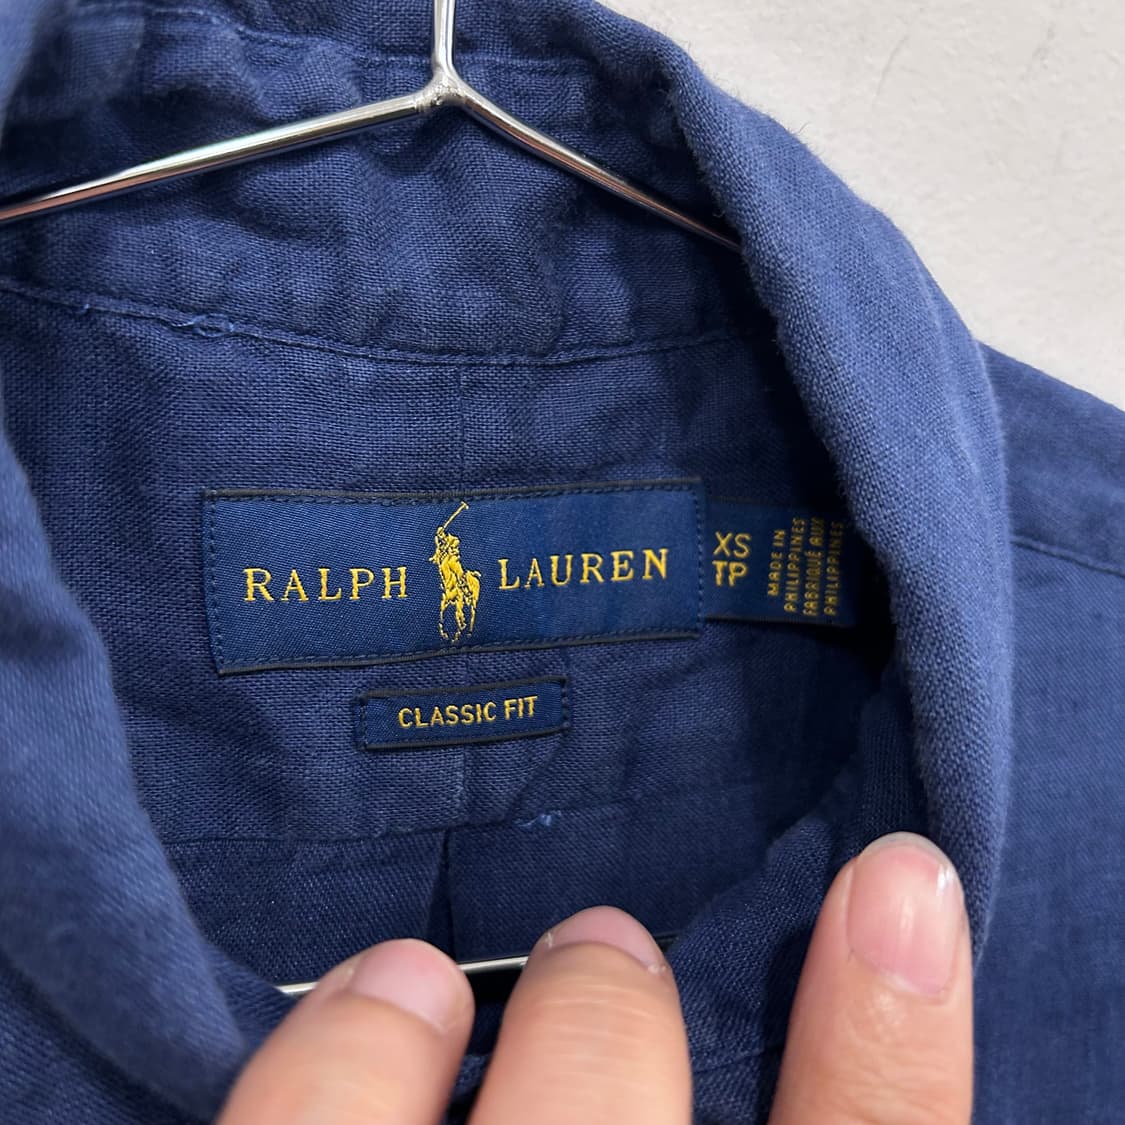 RALPH LAUREN
XS
TP
MADE IN
PHILIPPINES
FABRIQUÉ AUX
PHILIPPINES
CLASSIC FIT